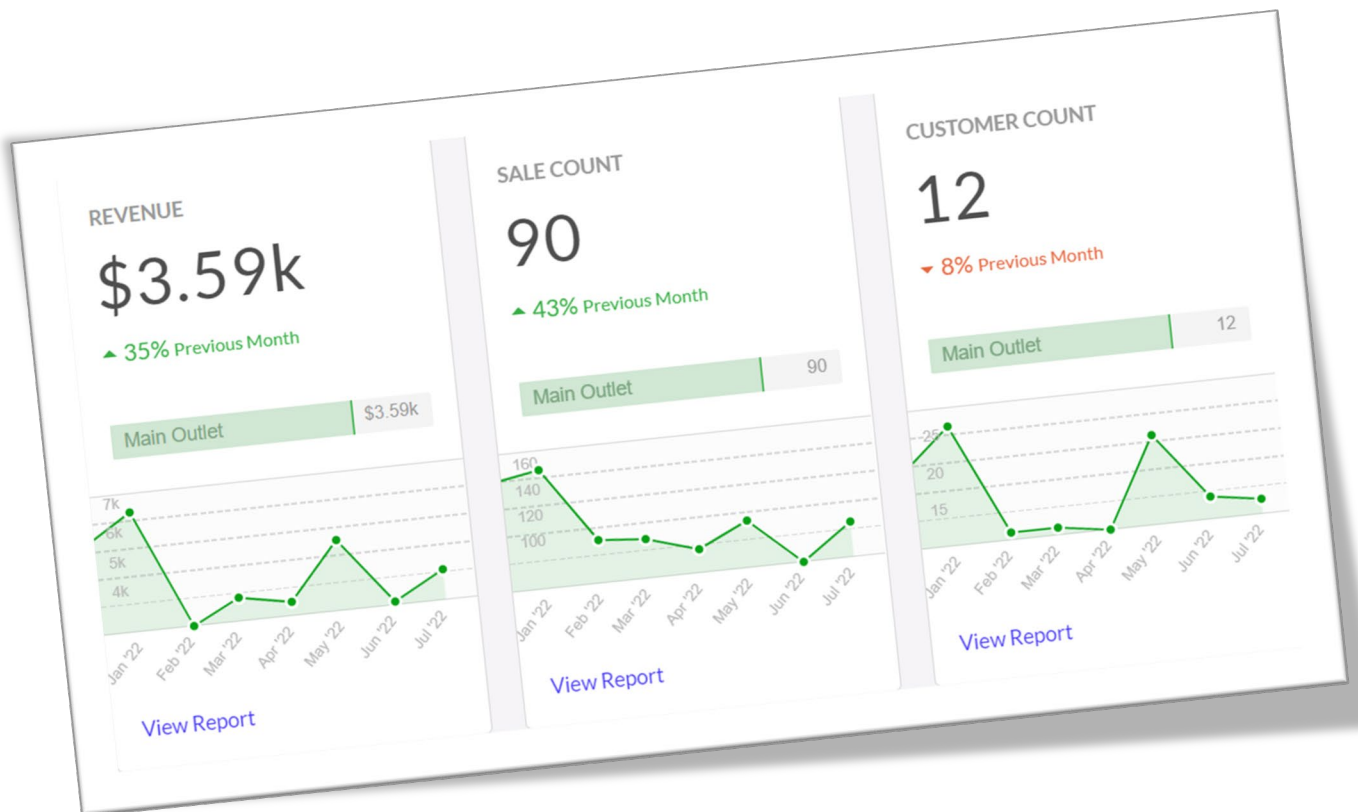 REVENUE
$3.59k
35% Previous Month
Main Outlet $3.59k
7k
6k
5k
4k
Jan '22 Feb '22 Mar '22 Apr '22 May '22 Jun '22 Jul '22
View Report
SALE COUNT
90
43% Previous Month
Main Outlet 90
160
140
120
100
Jan '22 Feb '22 Mar '22 Apr '22 May '22 Jun '22 Jul '22
View Report
CUSTOMER COUNT
12
8% Previous Month
Main Outlet 12
25
20
15
Jan '22 Feb '22 Mar '22 Apr '22 May '22 Jun '22 Jul '22
View Report